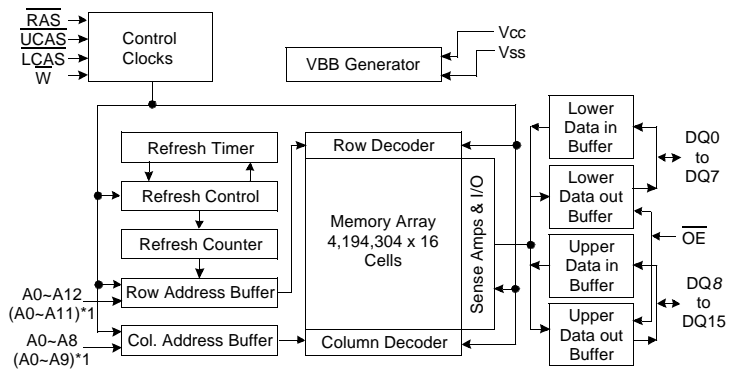 RAS
UCAS
LCAS
W
Control
Clocks
VBB Generator
Vcc
Vss
Refresh Timer
Refresh Control
Refresh Counter
Row Address Buffer
Col. Address Buffer
A0~A12
(A0~A11)*1
A0~A8
(A0~A9)*1
Row Decoder
Memory Array
4,194,304 x 16
Cells
Column Decoder
Sense Amps & I/O
Lower
Data in
Buffer
Lower
Data out
Buffer
Upper
Data in
Buffer
Upper
Data out
Buffer
DQ0
to
DQ7
OE
DQ8
to
DQ15